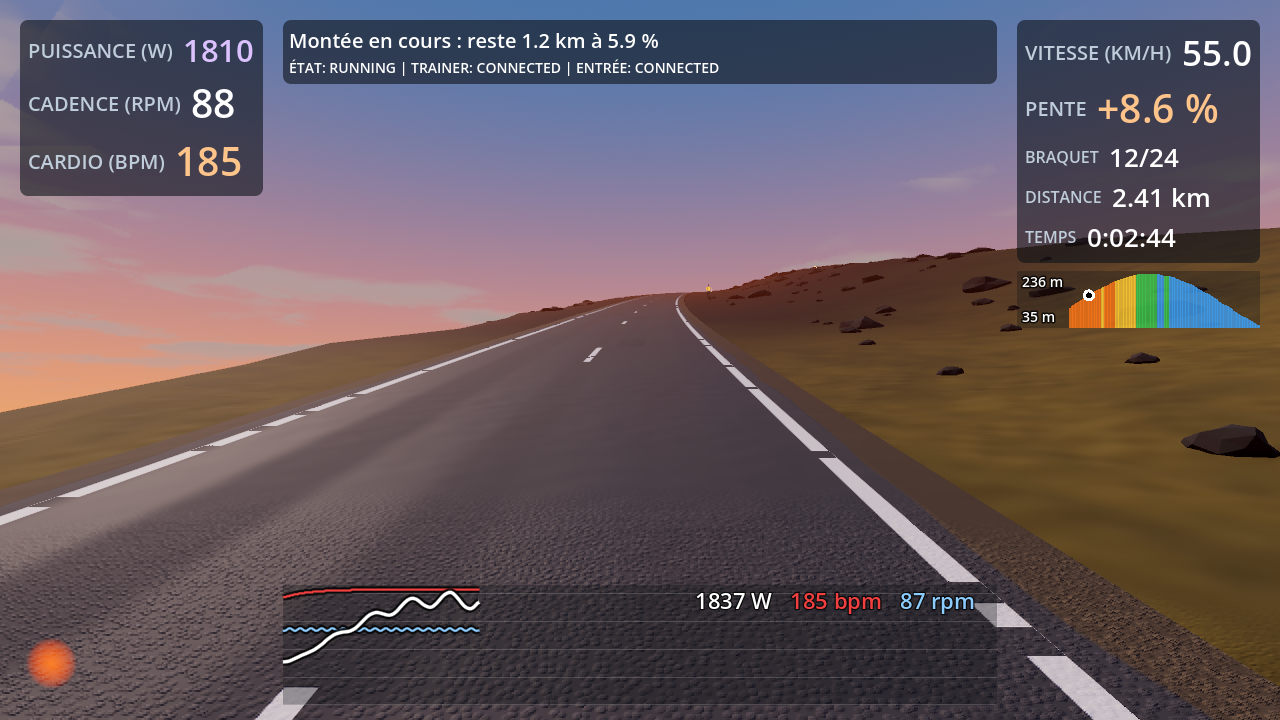 PUISSANCE (W) 1810
CADENCE (RPM) 88
CARDIO (BPM) 185
Montée en cours : reste 1.2 km à 5.9 %
ÉTAT: RUNNING | TRAINER: CONNECTED | ENTRÉE: CONNECTED
VITESSE (KM/H) 55.0
PENTE +8.6 %
BRAQUET 12/24
DISTANCE 2.41 km
TEMPS 0:02:44
236 m
35 m
1837 W 185 bpm 87 rpm